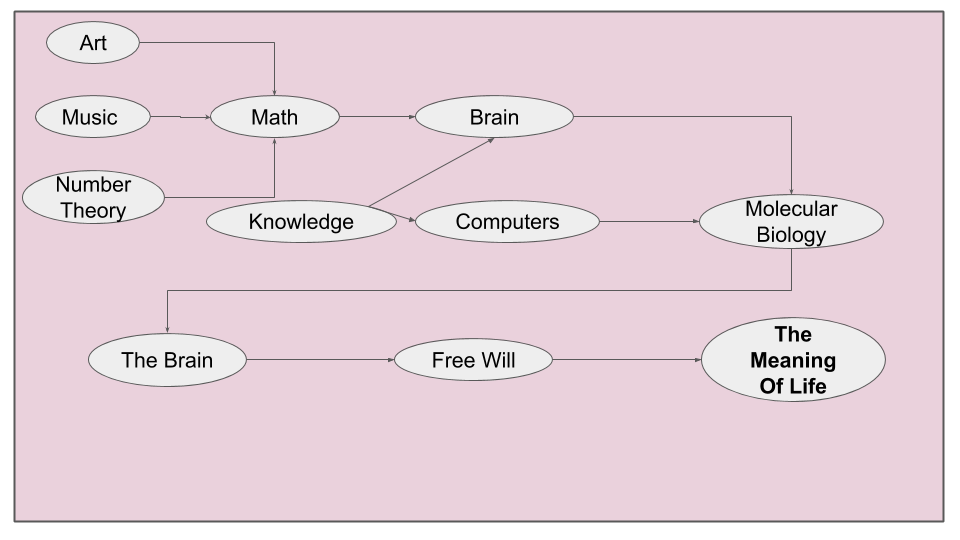 Art
Music
Math
Brain
Number
Theory
Knowledge
Computers
Molecular
Biology
The Brain
Free Will
The
Meaning
Of Life